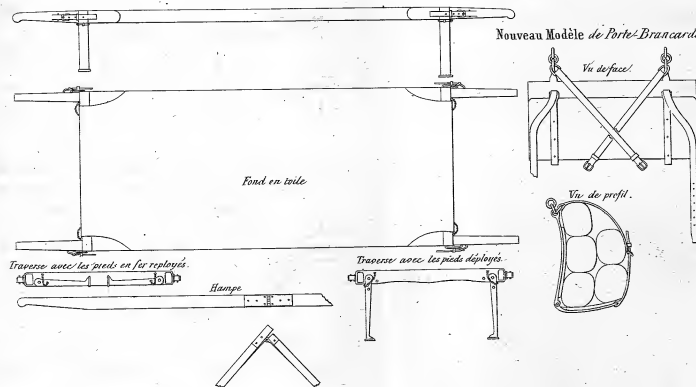 Nouveau Modèle de Porte-Brancards
Vu de face.
Fond en toile
Vu de profil.
Traverse avec les pieds en fer reployés.
Traverse avec les pieds déployés.
Hampe